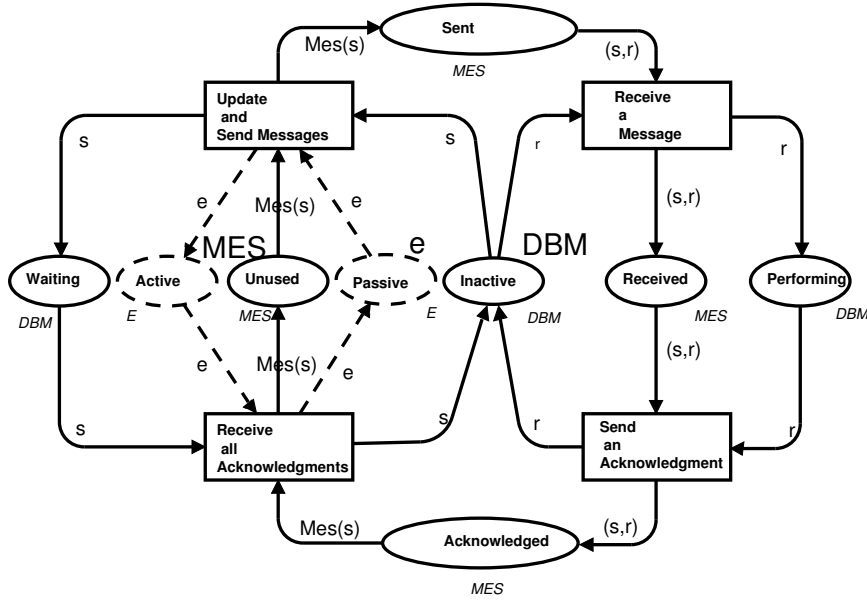 Sent
Mes(s)
(s,r)
MES
Update
and
Send Messages
Receive
a
Message
s
s
r
r
e
Mes(s)
e
(s,r)
MES
e
DBM
Waiting
Active
Unused
Passive
Inactive
Received
Performing
DBM
E
MES
E
DBM
MES
DBM
e
Mes(s)
e
(s,r)
s
Receive
all
Acknowledgments
s
r
Send
an
Acknowledgment
r
Mes(s)
Acknowledged
(s,r)
MES